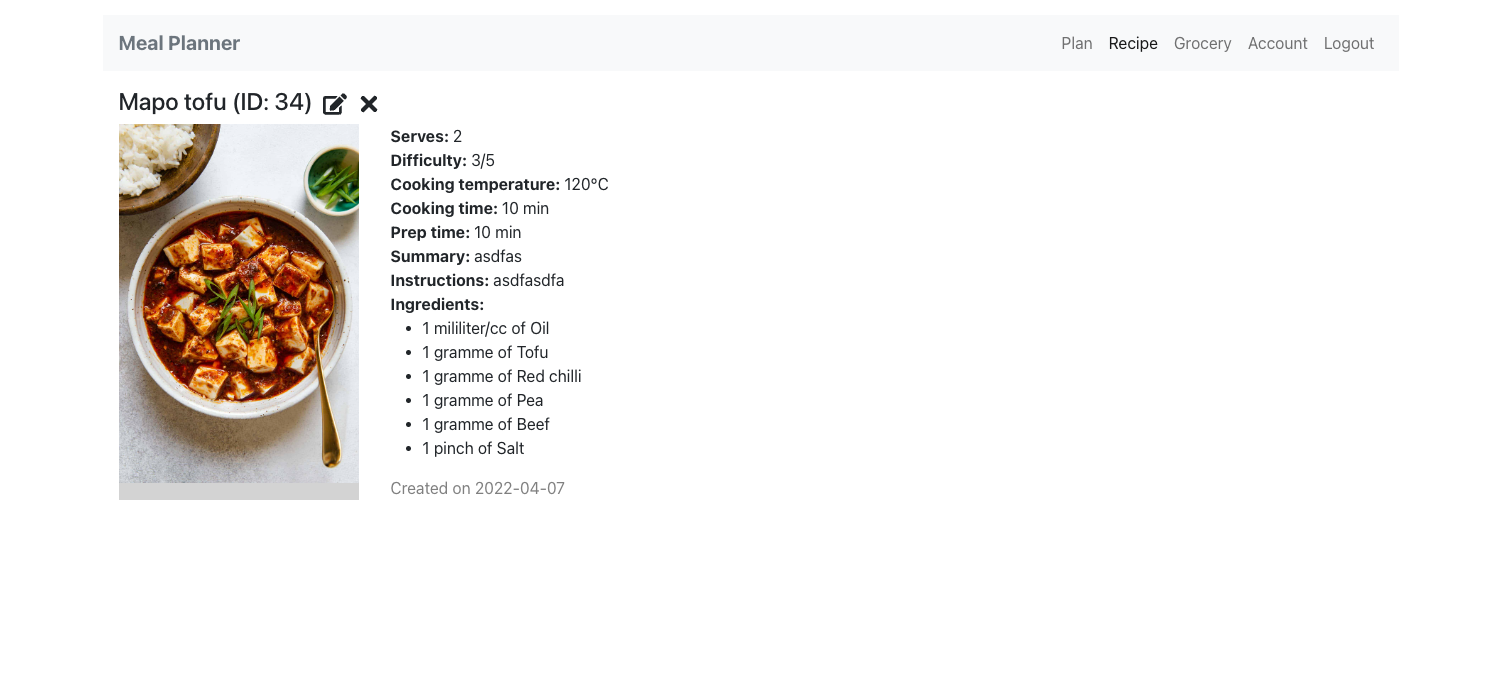 Meal Planner
Plan Recipe Grocery Account Logout
Mapo tofu (ID: 34)
Serves: 2
Difficulty: 3/5
Cooking temperature: 120°C
Cooking time: 10 min
Prep time: 10 min
Summary: asdfas
Instructions: asdfasdfa
Ingredients:
• 1 mililiter/cc of Oil
• 1 gramme of Tofu
• 1 gramme of Red chilli
• 1 gramme of Pea
• 1 gramme of Beef
• 1 pinch of Salt
Created on 2022-04-07